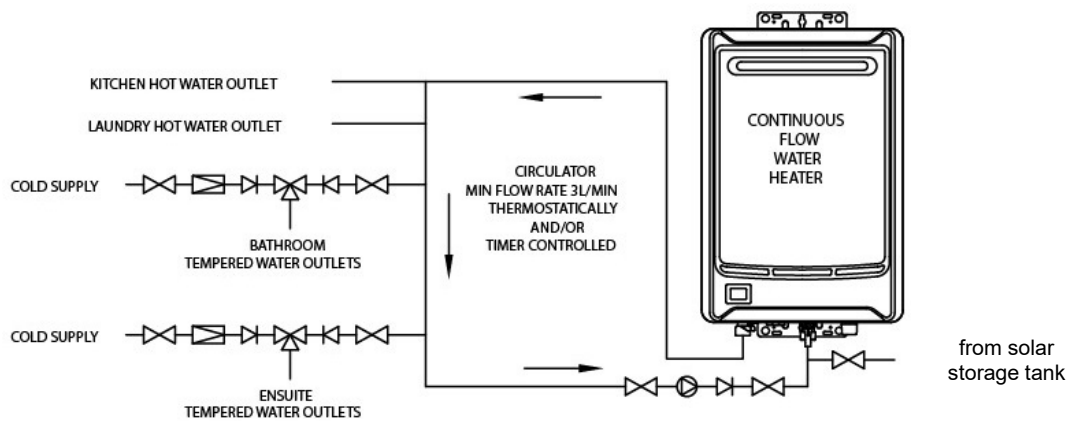 KITCHEN HOT WATER OUTLET
LAUNDRY HOT WATER OUTLET
COLD SUPPLY
BATHROOM
TEMPERED WATER OUTLETS
COLD SUPPLY
ENSUITE
TEMPERED WATER OUTLETS
CIRCULATOR
MIN FLOW RATE 3L/MIN
THERMOSTATICALLY
AND/OR
TIMER CONTROLLED
CONTINUOUS
FLOW
WATER
HEATER
from solar
storage tank